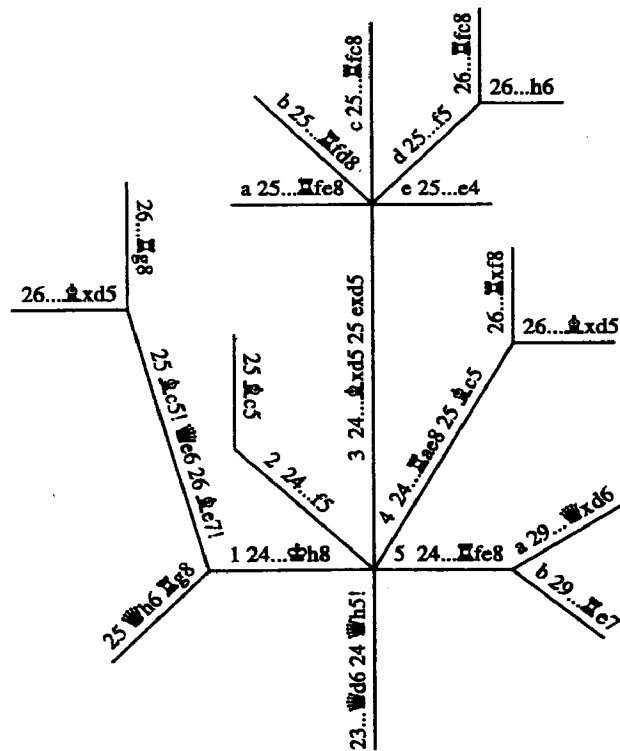 c 25...♜fc8
26...♜fc8
26...h6
b 25...♜fd8
d 25...f5
a 25...♜fe8
e 25...e4
26...♜g8
26...♝xd5
3 24...♝xd5 25 exd5
26...♜xf8
26...♝xd5
25 ♝c5
25 ♝c5! ♛e6 26 ♝e7!
2 24...f5
4 24...♜ae8 25 ♝c5
1 24...♚h8
5 24...♜fe8
a 29...♛xd6
b 29...♜e7
25 ♛h6 ♜g8
23...♛d6 24 ♛h5!